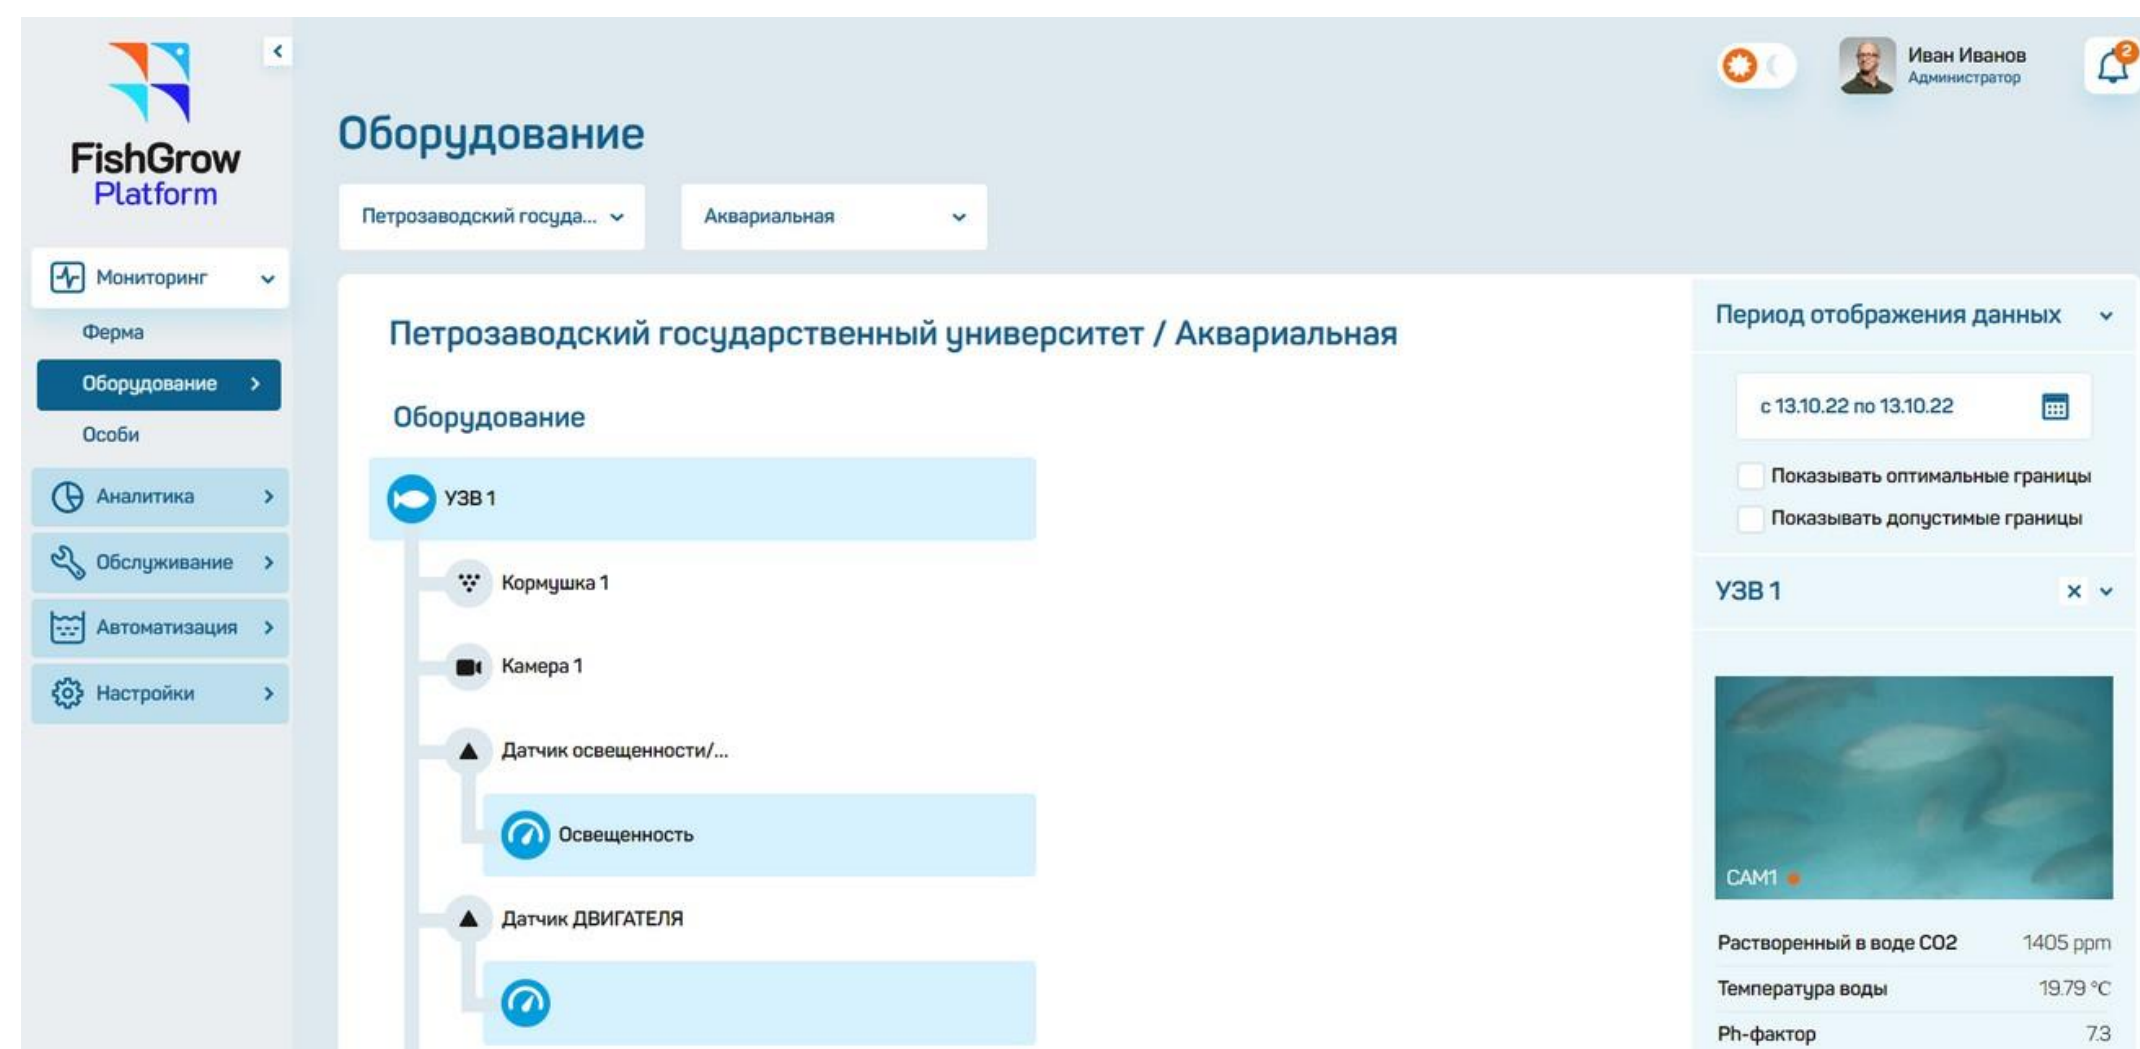 FishGrow
Platform
Мониторинг
Ферма
Оборудование
Особи
Аналитика
Обслуживание
Автоматизация
Настройки
Иван Иванов
Администратор
2
Оборудование
Петрозаводский госуда...
Аквариальная
Петрозаводский государственный университет / Аквариальная
Оборудование
УЗВ 1
Кормушка 1
Камера 1
Датчик освещенности/...
Освещенность
Датчик ДВИГАТЕЛЯ
Период отображения данных
с 13.10.22 по 13.10.22
Показывать оптимальные границы
Показывать допустимые границы
УЗВ 1
CAM1
Растворенный в воде CO2 1405 ppm
Температура воды 19.79 °C
Ph-фактор 7.3